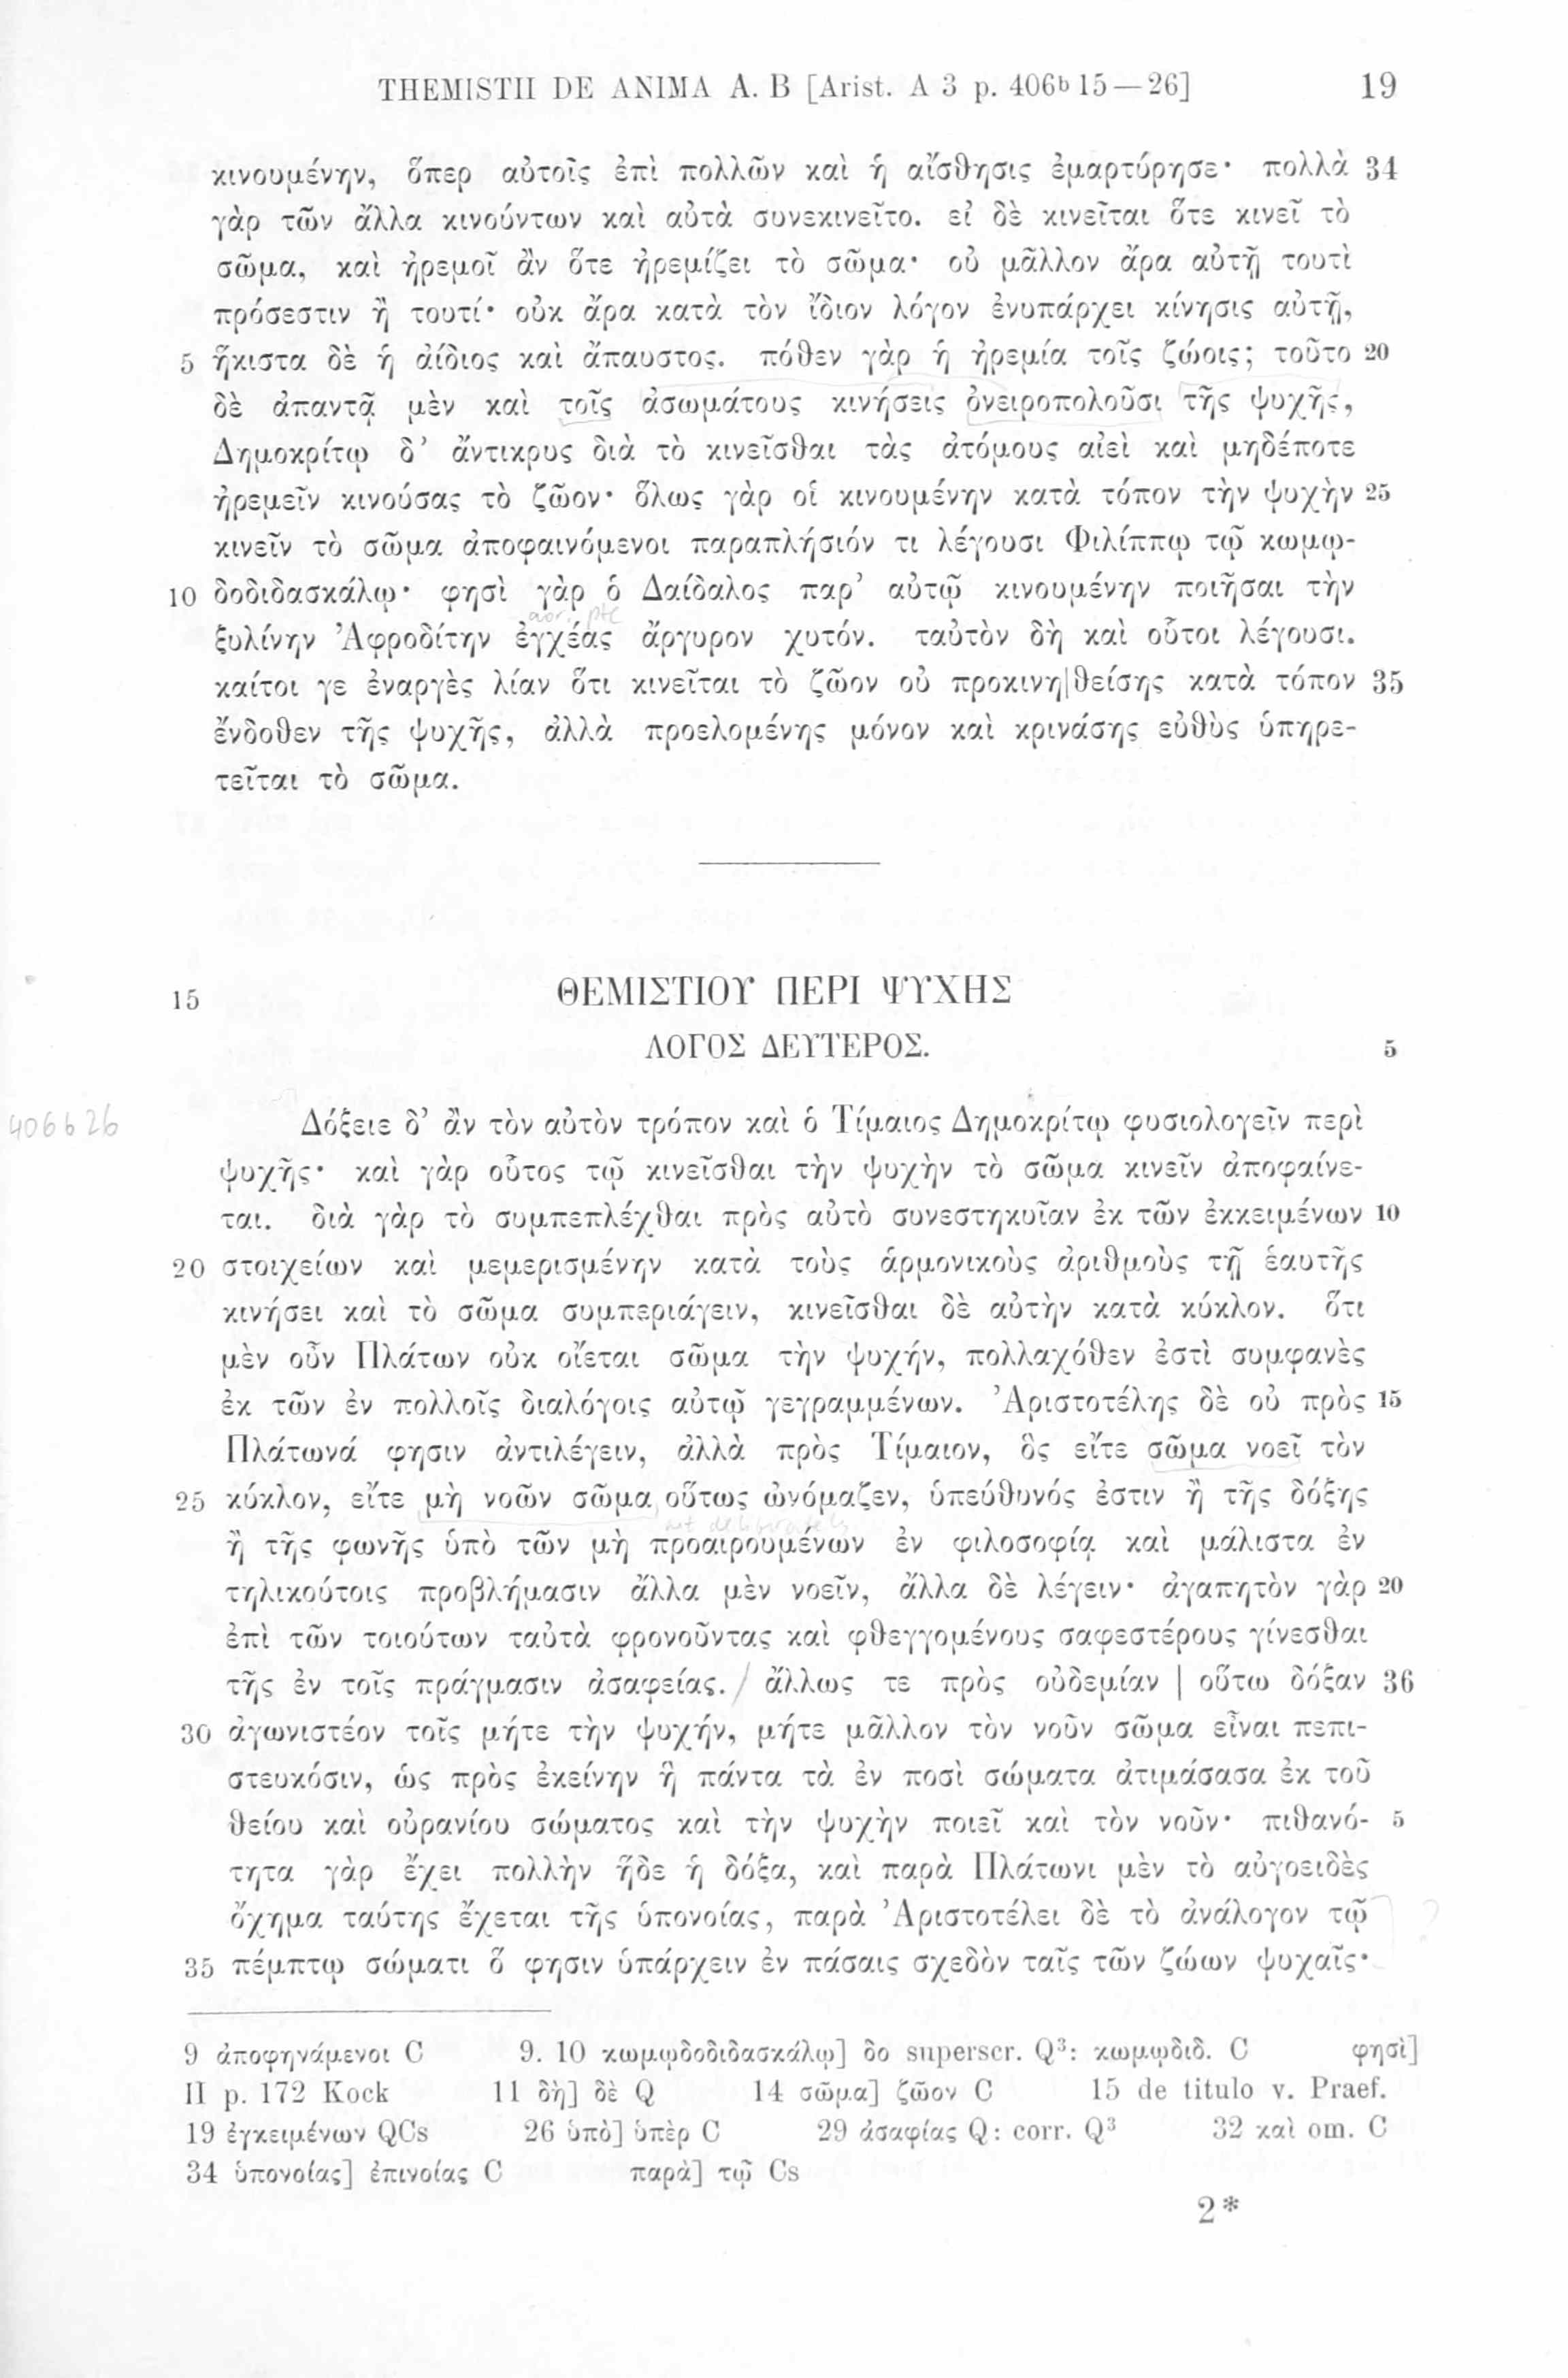 THEMISTII DE ANIMA A. B [Arist. A 3 p. 406b 15—26] 19
κινουμένην, ὅπερ αὐτοῖς ἐπὶ πολλῶν καὶ ἡ αἴσθησις ἐμαρτύρησε· πολλὰ 34
γὰρ τῶν ἄλλα κινούντων καὶ αὐτὰ συνεκινεῖτο. εἰ δὲ κινεῖται ὅτε κινεῖ τὸ
σῶμα, καὶ ἠρεμοῖ ἂν ὅτε ἠρεμίζει τὸ σῶμα· οὐ μᾶλλον ἄρα αὐτῇ τουτὶ
πρόσεστιν ἢ τουτί· οὐκ ἄρα κατὰ τὸν ἴδιον λόγον ἐνυπάρχει κίνησις αὐτῇ,
5 ἥκιστα δὲ ἡ ἀίδιος καὶ ἄπαυστος. πόθεν γὰρ ἡ ἠρεμία τοῖς ζώοις; τοῦτο 20
δὲ ἀπαντᾷ μὲν καὶ τοῖς ἀσωμάτους κινήσεις ὀνειροπολοῦσι τῆς ψυχῆς,
Δημοκρίτῳ δ’ ἄντικρυς διὰ τὸ κινεῖσθαι τὰς ἀτόμους αἰεὶ καὶ μηδέποτε
ἠρεμεῖν κινούσας τὸ ζῶον· ὅλως γὰρ οἱ κινουμένην κατὰ τόπον τὴν ψυχὴν 25
κινεῖν τὸ σῶμα ἀποφαινόμενοι παραπλήσιόν τι λέγουσι Φιλίππῳ τῷ κωμῳ-
10 δοδιδασκάλῳ· φησὶ γὰρ ὁ Δαίδαλος παρ’ αὐτῷ κινουμένην ποιῆσαι τὴν
aor. ptc
ξυλίνην Ἀφροδίτην ἐγχέας ἄργυρον χυτόν. ταὐτὸν δὴ καὶ οὗτοι λέγουσι.
καίτοι γε ἐναργὲς λίαν ὅτι κινεῖται τὸ ζῶον οὐ προκινη|θείσης κατὰ τόπον 35
ἔνδοθεν τῆς ψυχῆς, ἀλλὰ προελομένης μόνον καὶ κρινάσης εὐθὺς ὑπηρε-
τεῖται τὸ σῶμα.
15 ΘΕΜΙΣΤΙΟΥ ΠΕΡΙ ΨΥΧΗΣ
ΛΟΓΟΣ ΔΕΥΤΕΡΟΣ. 5
406b26 Δόξειε δ’ ἂν τὸν αὐτὸν τρόπον καὶ ὁ Τίμαιος Δημοκρίτῳ φυσιολογεῖν περὶ
ψυχῆς· καὶ γὰρ οὗτος τῷ κινεῖσθαι τὴν ψυχὴν τὸ σῶμα κινεῖν ἀποφαίνε-
ται. διὰ γὰρ τὸ συμπεπλέχθαι πρὸς αὐτὸ συνεστηκυῖαν ἐκ τῶν ἐκκειμένων 10
20 στοιχείων καὶ μεμερισμένην κατὰ τοὺς ἁρμονικοὺς ἀριθμοὺς τῇ ἑαυτῆς
κινήσει καὶ τὸ σῶμα συμπεριάγειν, κινεῖσθαι δὲ αὐτὴν κατὰ κύκλον. ὅτι
μὲν οὖν Πλάτων οὐκ οἴεται σῶμα τὴν ψυχήν, πολλαχόθεν ἐστὶ συμφανὲς
ἐκ τῶν ἐν πολλοῖς διαλόγοις αὐτῷ γεγραμμένων. Ἀριστοτέλης δὲ οὐ πρὸς 15
Πλάτωνά φησιν ἀντιλέγειν, ἀλλὰ πρὸς Τίμαιον, ὃς εἴτε σῶμα νοεῖ τὸν
25 κύκλον, εἴτε μὴ νοῶν σῶμα οὕτως ὠνόμαζεν, ὑπεύθυνός ἐστιν ἢ τῆς δόξης
not deliberately
ἢ τῆς φωνῆς ὑπὸ τῶν μὴ προαιρουμένων ἐν φιλοσοφίᾳ καὶ μάλιστα ἐν
τηλικούτοις προβλήμασιν ἄλλα μὲν νοεῖν, ἄλλα δὲ λέγειν· ἀγαπητὸν γὰρ 20
ἐπὶ τῶν τοιούτων ταὐτὰ φρονοῦντας καὶ φθεγγομένους σαφεστέρους γίνεσθαι
τῆς ἐν τοῖς πράγμασιν ἀσαφείας. / ἄλλως τε πρὸς οὐδεμίαν | οὕτω δόξαν 36
30 ἀγωνιστέον τοῖς μήτε τὴν ψυχήν, μήτε μᾶλλον τὸν νοῦν σῶμα εἶναι πεπι-
στευκόσιν, ὡς πρὸς ἐκείνην ἣ πάντα τὰ ἐν ποσὶ σώματα ἀτιμάσασα ἐκ τοῦ
θείου καὶ οὐρανίου σώματος καὶ τὴν ψυχὴν ποιεῖ καὶ τὸν νοῦν· πιθανό- 5
τητα γὰρ ἔχει πολλὴν ἥδε ἡ δόξα, καὶ παρὰ Πλάτωνι μὲν τὸ αὐγοειδὲς
ὄχημα ταύτης ἔχεται τῆς ὑπονοίας, παρὰ Ἀριστοτέλει δὲ τὸ ἀνάλογον τῷ ?
35 πέμπτῳ σώματι ὅ φησιν ὑπάρχειν ἐν πάσαις σχεδὸν ταῖς τῶν ζώων ψυχαῖς·
9 ἀποφηνάμενοι C 9. 10 κωμῳδοδιδασκάλῳ] δο superscr. Q³: κωμῳδιδ. C φησὶ]
II p. 172 Kock 11 δὴ] δὲ Q 14 σῶμα] ζῶον C 15 de titulo v. Praef.
19 ἐγκειμένων QCs 26 ὑπὸ] ὑπὲρ C 29 ἀσαφίας Q: corr. Q³ 32 καὶ om. C
34 ὑπονοίας] ἐπινοίας C παρὰ] τῷ Cs
2*